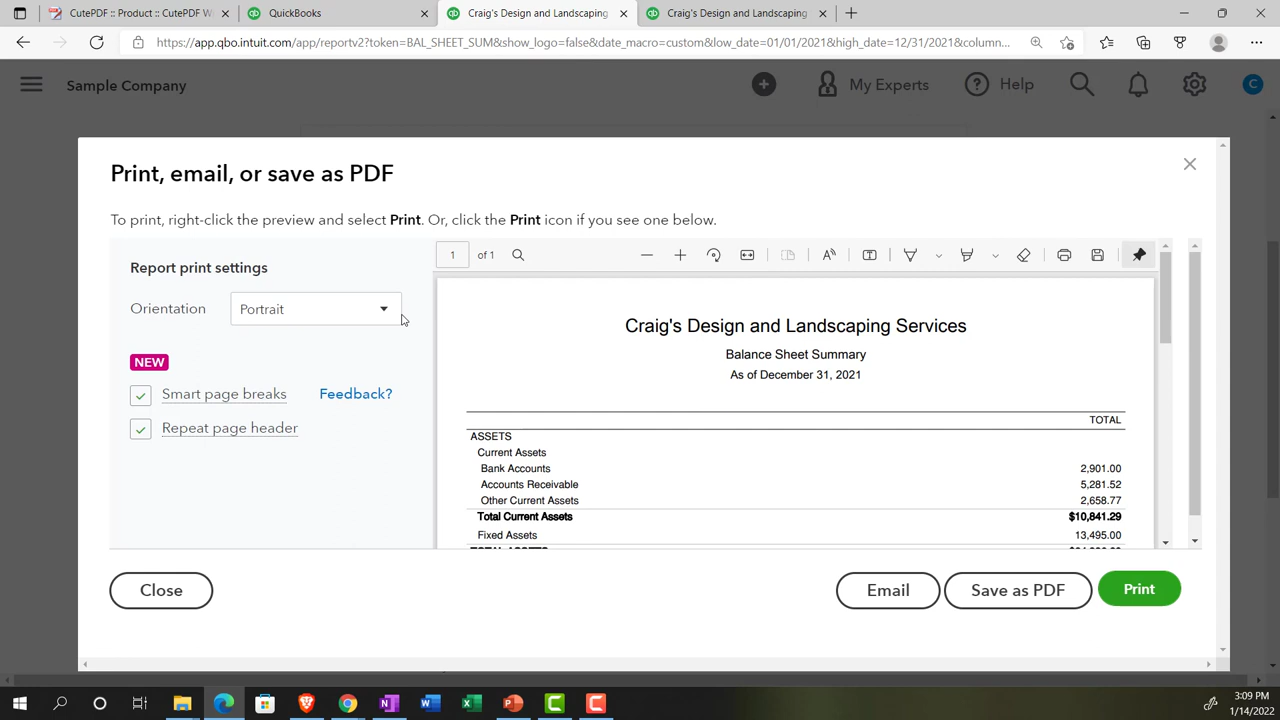 CutePDF :: Product :: CutePDF W
QuickBooks
Craig's Design and Landscaping
Craig's Design and Landscaping
https://app.qbo.intuit.com/app/reportv2?token=BAL_SHEET_SUM&show_logo=false&date_macro=custom&low_date=01/01/2021&high_date=12/31/2021&column...
Sample Company
My Experts
Help
C
Print, email, or save as PDF
To print, right-click the preview and select Print. Or, click the Print icon if you see one below.
Report print settings
1 of 1
Orientation
Portrait
NEW
Smart page breaks
Feedback?
Repeat page header
Craig's Design and Landscaping Services
Balance Sheet Summary
As of December 31, 2021
TOTAL
ASSETS
Current Assets
Bank Accounts 2,901.00
Accounts Receivable 5,281.52
Other Current Assets 2,658.77
Total Current Assets $10,841.29
Fixed Assets 13,495.00
Close
Email
Save as PDF
Print
3:09 PM
1/14/2022